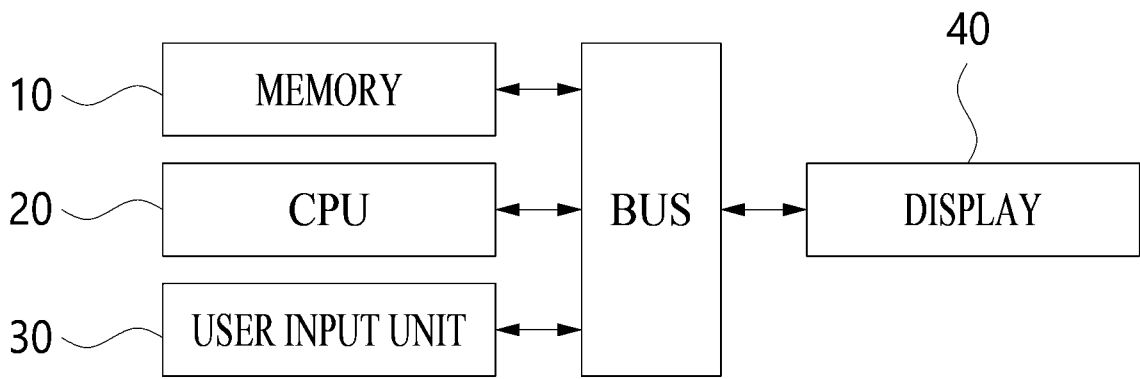 40
10
MEMORY
20
CPU
BUS
DISPLAY
30
USER INPUT UNIT